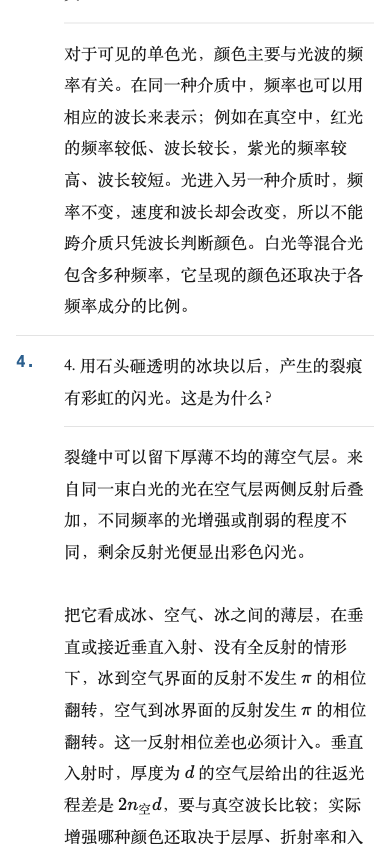 对于可见的单色光，颜色主要与光波的频
率有关。在同一种介质中，频率也可以用
相应的波长来表示；例如在真空中，红光
的频率较低、波长较长，紫光的频率较
高、波长较短。光进入另一种介质时，频
率不变，速度和波长却会改变，所以不能
跨介质只凭波长判断颜色。白光等混合光
包含多种频率，它呈现的颜色还取决于各
频率成分的比例。
4. 4. 用石头砸透明的冰块以后，产生的裂痕
有彩虹的闪光。这是为什么？
裂缝中可以留下厚薄不均的薄空气层。来
自同一束白光的光在空气层两侧反射后叠
加，不同频率的光增强或削弱的程度不
同，剩余反射光便显出彩色闪光。
把它看成冰、空气、冰之间的薄层，在垂
直或接近垂直入射、没有全反射的情形
下，冰到空气界面的反射不发生 π 的相位
翻转，空气到冰界面的反射发生 π 的相位
翻转。这一反射相位差也必须计入。垂直
入射时，厚度为 d 的空气层给出的往返光
程差是 2n空d，要与真空波长比较；实际
增强哪种颜色还取决于层厚、折射率和入